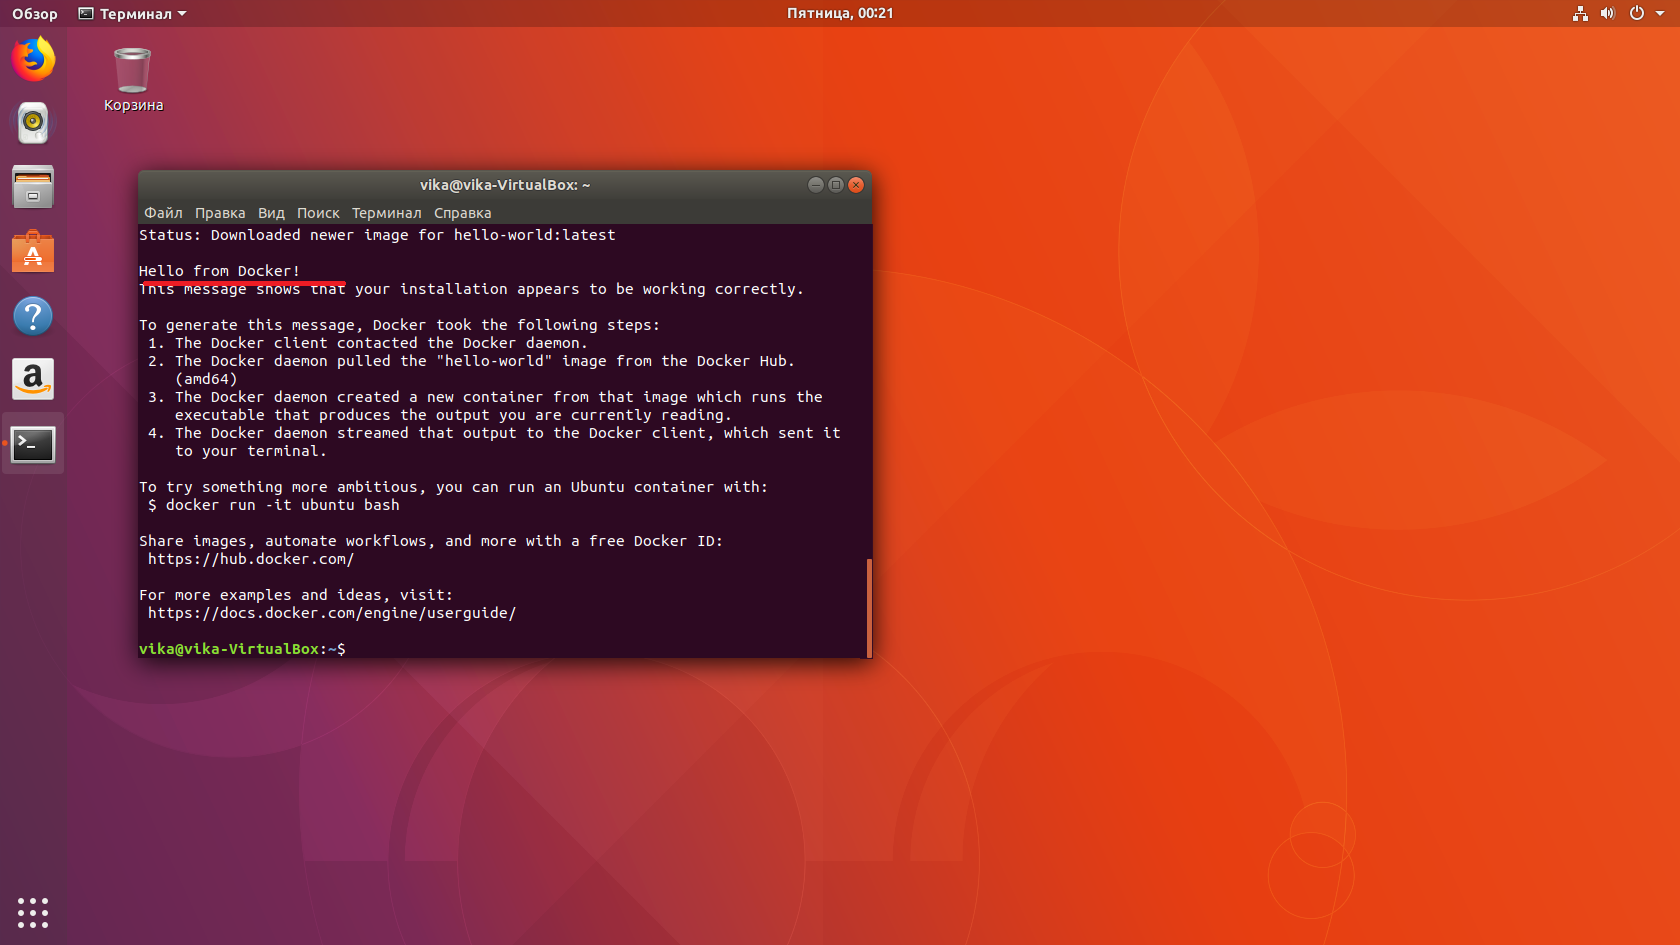 Обзор Терминал Пятница, 00:21
Корзина
vika@vika-VirtualBox: ~
Файл Правка Вид Поиск Терминал Справка
Status: Downloaded newer image for hello-world:latest
Hello from Docker!
This message shows that your installation appears to be working correctly.
To generate this message, Docker took the following steps:
1. The Docker client contacted the Docker daemon.
2. The Docker daemon pulled the "hello-world" image from the Docker Hub.
(amd64)
3. The Docker daemon created a new container from that image which runs the
executable that produces the output you are currently reading.
4. The Docker daemon streamed that output to the Docker client, which sent it
to your terminal.
To try something more ambitious, you can run an Ubuntu container with:
$ docker run -it ubuntu bash
Share images, automate workflows, and more with a free Docker ID:
https://hub.docker.com/
For more examples and ideas, visit:
https://docs.docker.com/engine/userguide/
vika@vika-VirtualBox:~$